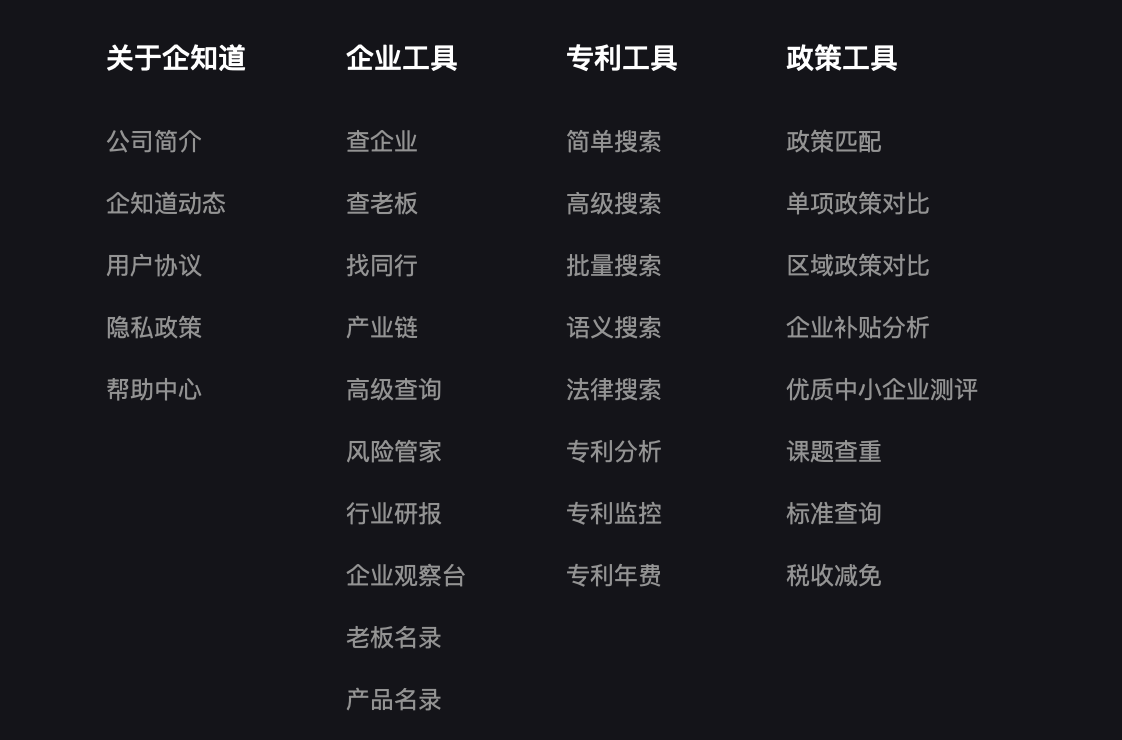 关于企知道
公司简介
企知道动态
用户协议
隐私政策
帮助中心
企业工具
查企业
查老板
找同行
产业链
高级查询
风险管家
行业研报
企业观察台
老板名录
产品名录
专利工具
简单搜索
高级搜索
批量搜索
语义搜索
法律搜索
专利分析
专利监控
专利年费
政策工具
政策匹配
单项政策对比
区域政策对比
企业补贴分析
优质中小企业测评
课题查重
标准查询
税收减免